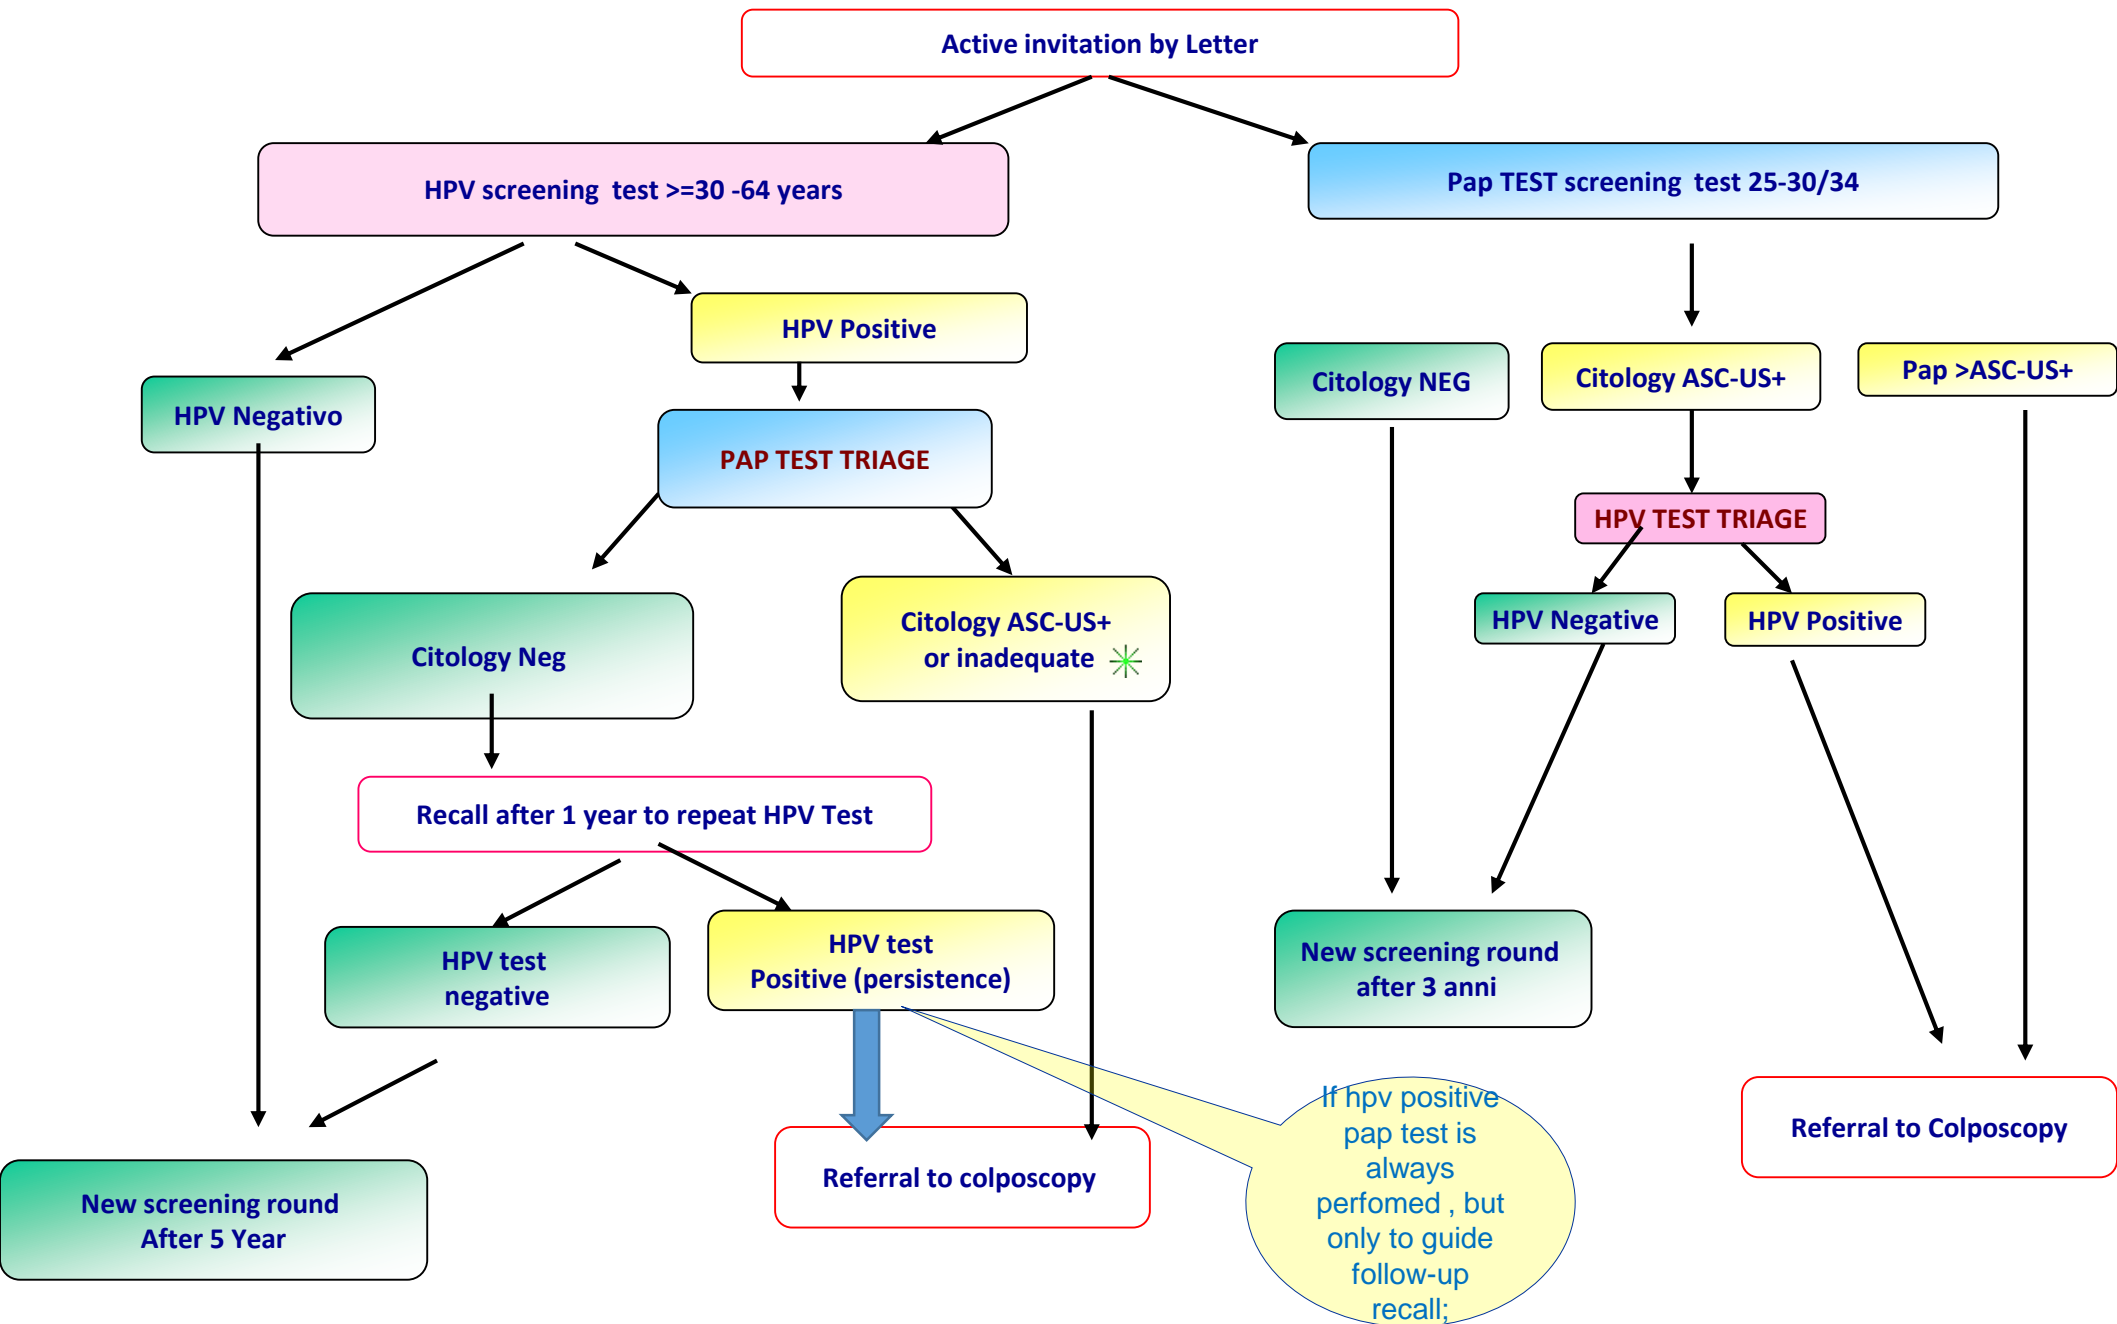 Active invitation by Letter
HPV screening test >=30 -64 years
Pap TEST screening test 25-30/34
HPV Positive
HPV Negativo
PAP TEST TRIAGE
Citology NEG
Citology ASC-US+
Pap >ASC-US+
HPV TEST TRIAGE
HPV Negative
HPV Positive
Citology Neg
Citology ASC-US+
or inadequate
Recall after 1 year to repeat HPV Test
HPV test
negative
HPV test
Positive (persistence)
New screening round
after 3 anni
New screening round
After 5 Year
Referral to colposcopy
If hpv positive
pap test is
always
perfomed , but
only to guide
follow-up
recall;
Referral to Colposcopy